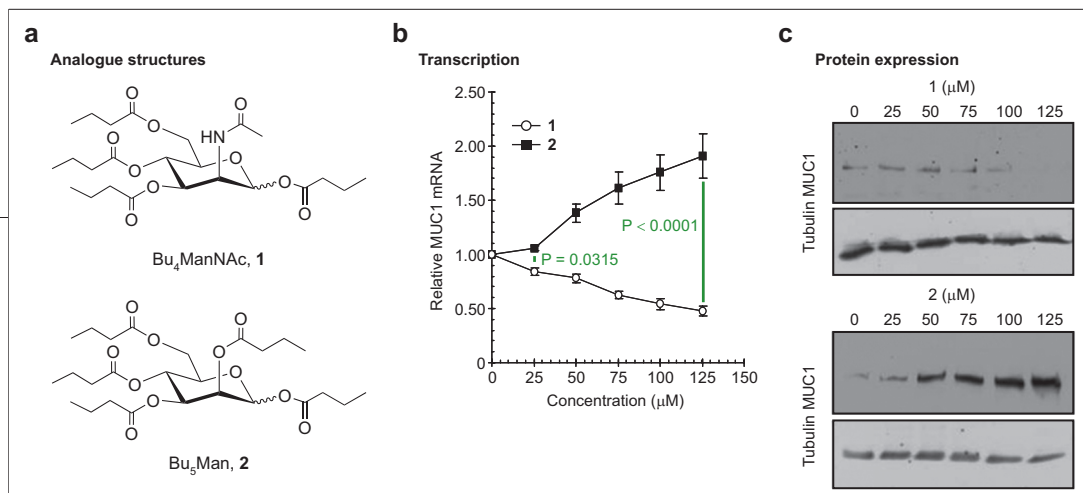 a
Analogue structures
O
O
O
O
O
O
HN
O
O
O
O
O
Bu4ManNAc, 1
O
O
O
O
O
O
O
O
O
O
O
Bu5Man, 2
b
Transcription
Relative MUC1 mRNA
2.50
2.00
1.50
1.00
0.50
0
1
2
P < 0.0001
P = 0.0315
0 25 50 75 100 125 150
Concentration (μM)
c
Protein expression
1 (μM)
0 25 50 75 100 125
Tubulin MUC1
2 (μM)
0 25 50 75 100 125
Tubulin MUC1